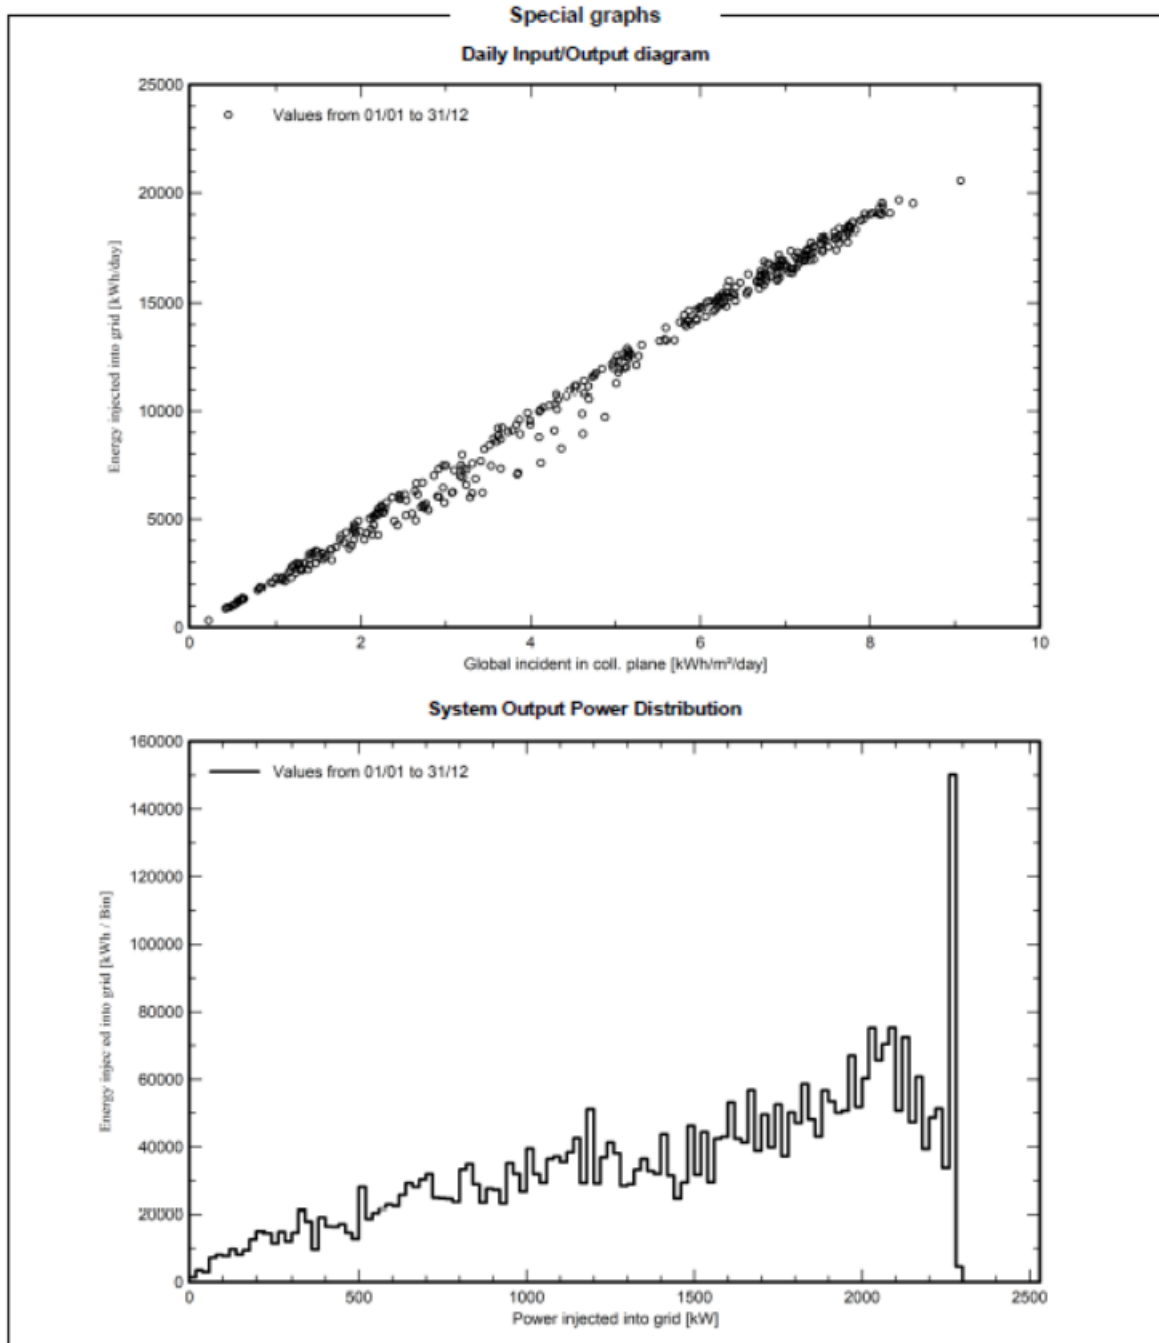 Special graphs
Daily Input/Output diagram
25000
Values from 01/01 to 31/12
20000
15000
10000
5000
0
Energy injected into grid [kWh/day]
0 2 4 6 8 10
Global incident in coll. plane [kWh/m²/day]
System Output Power Distribution
160000
Values from 01/01 to 31/12
140000
120000
100000
80000
60000
40000
20000
0
Energy injec ed into grid [kWh / Bin]
0 500 1000 1500 2000 2500
Power injected into grid [kW]